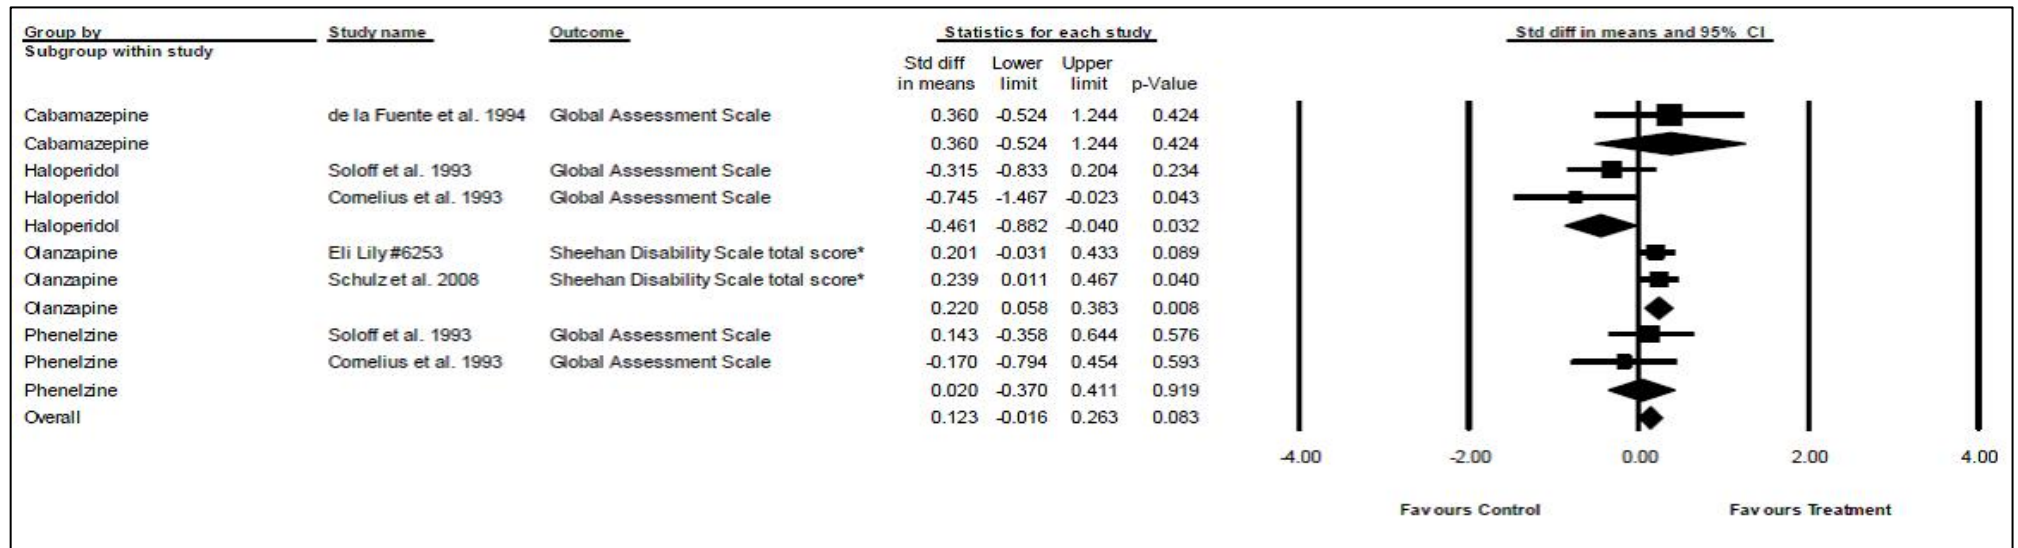 Group by Study name Outcome Statistics for each study Std diff in means and 95% CI
Subgroup within study
Std diff Lower Upper
in means limit limit p-Value
Cabamazepine de la Fuente et al. 1994 Global Assessment Scale 0.360 -0.524 1.244 0.424
Cabamazepine 0.360 -0.524 1.244 0.424
Haloperidol Soloff et al. 1993 Global Assessment Scale -0.315 -0.833 0.204 0.234
Haloperidol Cornelius et al. 1993 Global Assessment Scale -0.745 -1.467 -0.023 0.043
Haloperidol -0.461 -0.882 -0.040 0.032
Olanzapine Eli Lily #6253 Sheehan Disability Scale total score* 0.201 -0.031 0.433 0.089
Olanzapine Schulz et al. 2008 Sheehan Disability Scale total score* 0.239 0.011 0.467 0.040
Olanzapine 0.220 0.058 0.383 0.008
Phenelzine Soloff et al. 1993 Global Assessment Scale 0.143 -0.358 0.644 0.576
Phenelzine Cornelius et al. 1993 Global Assessment Scale -0.170 -0.794 0.454 0.593
Phenelzine 0.020 -0.370 0.411 0.919
Overall 0.123 -0.016 0.263 0.083
-4.00 -2.00 0.00 2.00 4.00
Favours Control Favours Treatment